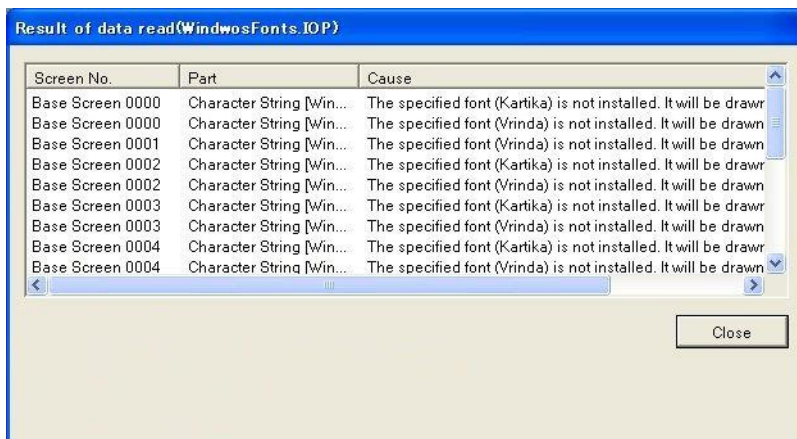 Result of data read(WindwosFonts.IOP)
Screen No. Part Cause
Base Screen 0000 Character String [Win... The specified font (Kartika) is not installed. It will be drawr
Base Screen 0000 Character String [Win... The specified font (Vrinda) is not installed. It will be drawn
Base Screen 0001 Character String [Win... The specified font (Vrinda) is not installed. It will be drawn
Base Screen 0002 Character String [Win... The specified font (Kartika) is not installed. It will be drawr
Base Screen 0002 Character String [Win... The specified font (Vrinda) is not installed. It will be drawn
Base Screen 0003 Character String [Win... The specified font (Kartika) is not installed. It will be drawr
Base Screen 0003 Character String [Win... The specified font (Vrinda) is not installed. It will be drawn
Base Screen 0004 Character String [Win... The specified font (Kartika) is not installed. It will be drawr
Base Screen 0004 Character String [Win... The specified font (Vrinda) is not installed. It will be drawn
Close